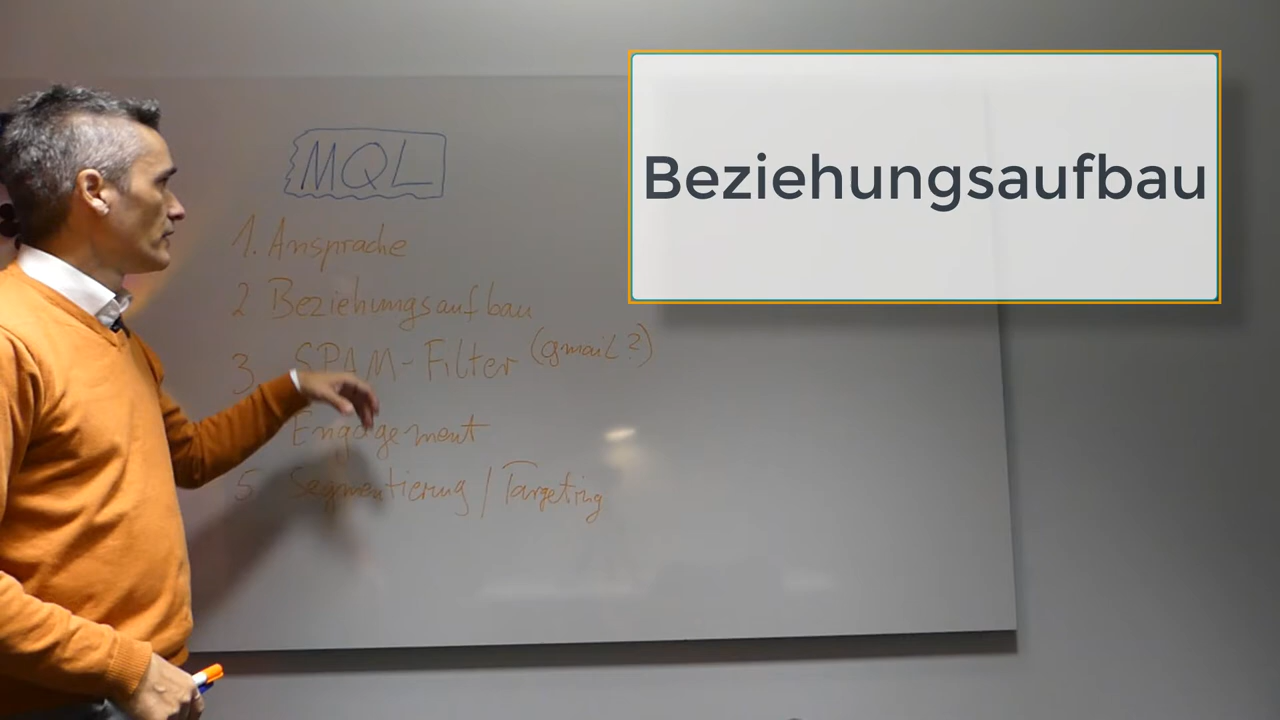 MQL
1. Ansprache
2 Beziehungsaufbau
3 SPAM-Filter (gmail?)
Engagement
5 Segmentierung / Targeting
Beziehungsaufbau